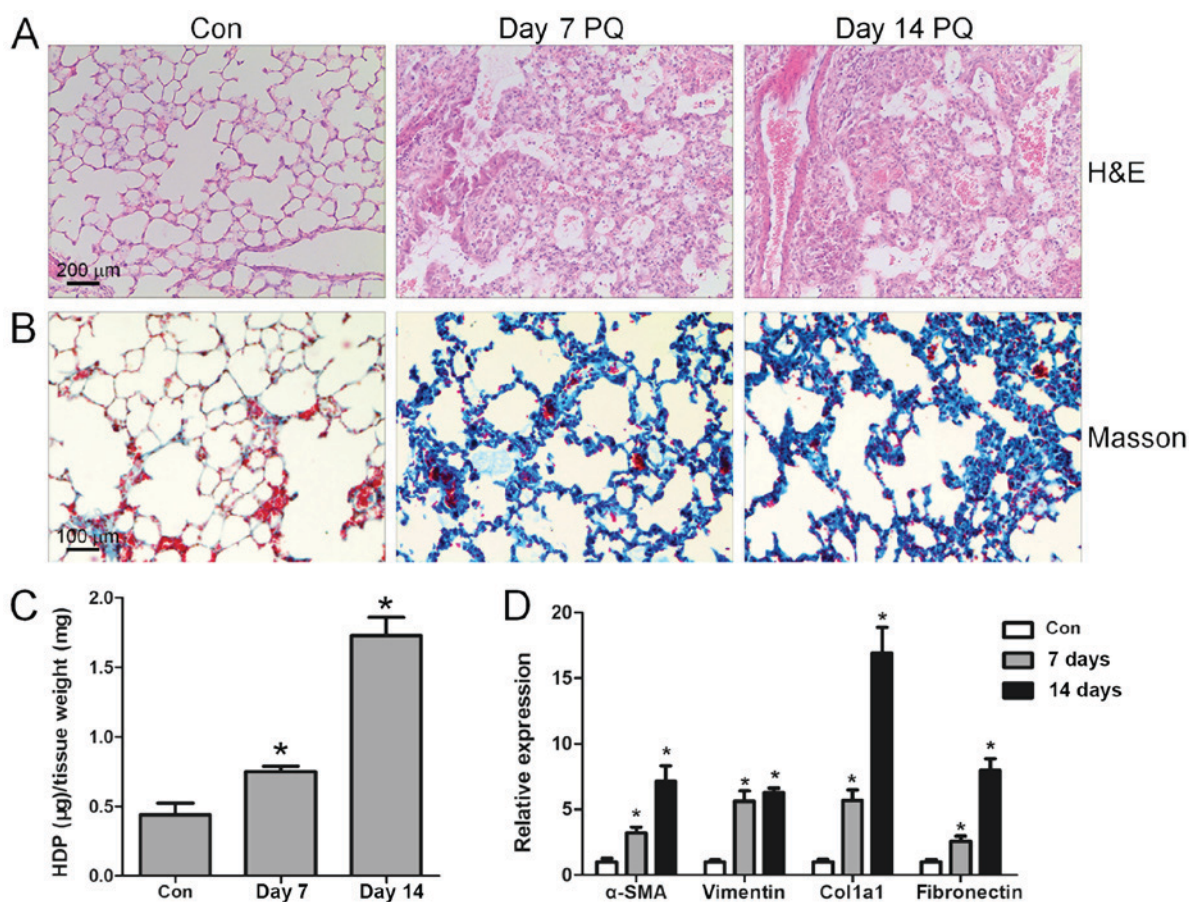 A
Con
Day 7 PQ
Day 14 PQ
200 μm
H&E
B
100 μm
Masson
C
HDP (μg)/tissue weight (mg)
2.0
1.5
1.0
0.5
0.0
*
*
Con
Day 7
Day 14
D
Relative expression
20
15
10
5
0
*
*
*
*
*
*
*
*
α-SMA
Vimentin
Col1a1
Fibronectin
Con
7 days
14 days